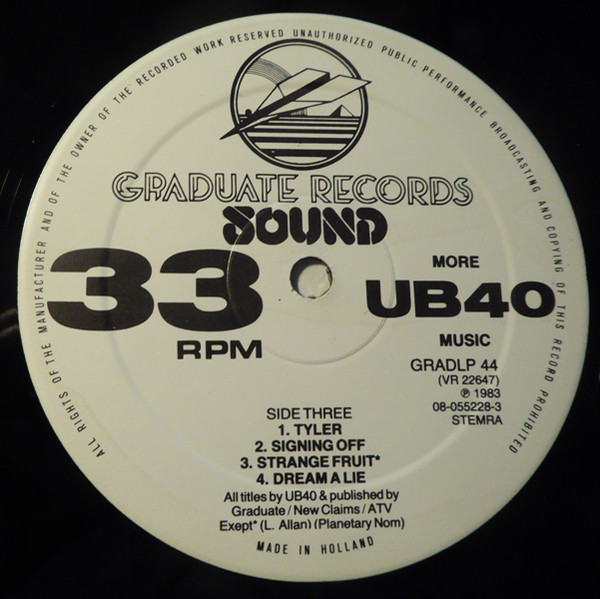 ALL RIGHTS OF THE MANUFACTURER AND OF THE OWNER OF THE RECORDED WORK RESERVED UNAUTHORIZED PUBLIC PERFORMANCE BROADCASTING AND COPYING OF THIS RECORD PROHIBITED
GRADUATE RECORDS
SOUND
33
RPM
MORE
UB40
MUSIC
GRADLP 44
(VR 22647)
℗ 1983
08-055228-3
STEMRA
SIDE THREE
1. TYLER
2. SIGNING OFF
3. STRANGE FRUIT*
4. DREAM A LIE
All titles by UB40 & published by
Graduate / New Claims / ATV
Exept* (L. Allan) (Planetary Nom)
MADE IN HOLLAND